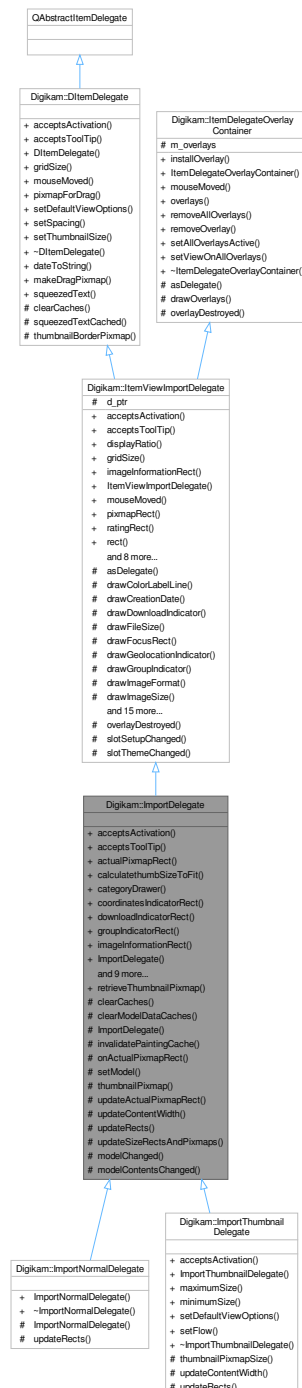 QAbstractItemDelegate
Digikam::DItemDelegate
+ acceptsActivation()
+ acceptsToolTip()
+ DItemDelegate()
+ gridSize()
+ mouseMoved()
+ pixmapForDrag()
+ setDefaultViewOptions()
+ setSpacing()
+ setThumbnailSize()
+ ~DItemDelegate()
+ dateToString()
+ makeDragPixmap()
+ squeezedText()
# clearCaches()
# squeezedTextCached()
# thumbnailBorderPixmap()
Digikam::ItemDelegateOverlay
Container
# m_overlays
+ installOverlay()
+ ItemDelegateOverlayContainer()
+ mouseMoved()
+ overlays()
+ removeAllOverlays()
+ removeOverlay()
+ setAllOverlaysActive()
+ setViewOnAllOverlays()
+ ~ItemDelegateOverlayContainer()
# asDelegate()
# drawOverlays()
# overlayDestroyed()
Digikam::ItemViewImportDelegate
# d_ptr
+ acceptsActivation()
+ acceptsToolTip()
+ displayRatio()
+ gridSize()
+ imageInformationRect()
+ ItemViewImportDelegate()
+ mouseMoved()
+ pixmapRect()
+ ratingRect()
+ rect()
and 8 more...
# asDelegate()
# drawColorLabelLine()
# drawCreationDate()
# drawDownloadIndicator()
# drawFileSize()
# drawFocusRect()
# drawGeolocationIndicator()
# drawGroupIndicator()
# drawImageFormat()
# drawImageSize()
and 15 more...
# overlayDestroyed()
# slotSetupChanged()
# slotThemeChanged()
Digikam::ImportDelegate
+ acceptsActivation()
+ acceptsToolTip()
+ actualPixmapRect()
+ calculatethumbSizeToFit()
+ categoryDrawer()
+ coordinatesIndicatorRect()
+ downloadIndicatorRect()
+ groupIndicatorRect()
+ imageInformationRect()
+ ImportDelegate()
and 9 more...
+ retrieveThumbnailPixmap()
# clearCaches()
# clearModelDataCaches()
# ImportDelegate()
# invalidatePaintingCache()
# onActualPixmapRect()
# setModel()
# thumbnailPixmap()
# updateActualPixmapRect()
# updateContentWidth()
# updateRects()
# updateSizeRectsAndPixmaps()
# modelChanged()
# modelContentsChanged()
Digikam::ImportNormalDelegate
+ ImportNormalDelegate()
+ ~ImportNormalDelegate()
# ImportNormalDelegate()
# updateRects()
Digikam::ImportThumbnail
Delegate
+ acceptsActivation()
+ ImportThumbnailDelegate()
+ maximumSize()
+ minimumSize()
+ setDefaultViewOptions()
+ setFlow()
+ ~ImportThumbnailDelegate()
# thumbnailPixmapSize()
# updateContentWidth()
# updateRects()